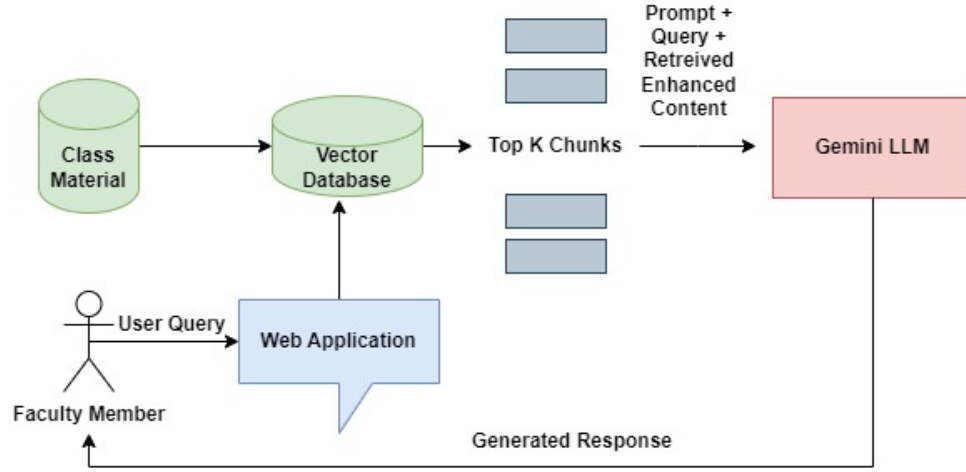 Prompt +
Query +
Retreived
Enhanced
Content
Class
Material
Vector
Database
Top K Chunks
Gemini LLM
User Query
Web Application
Faculty Member
Generated Response